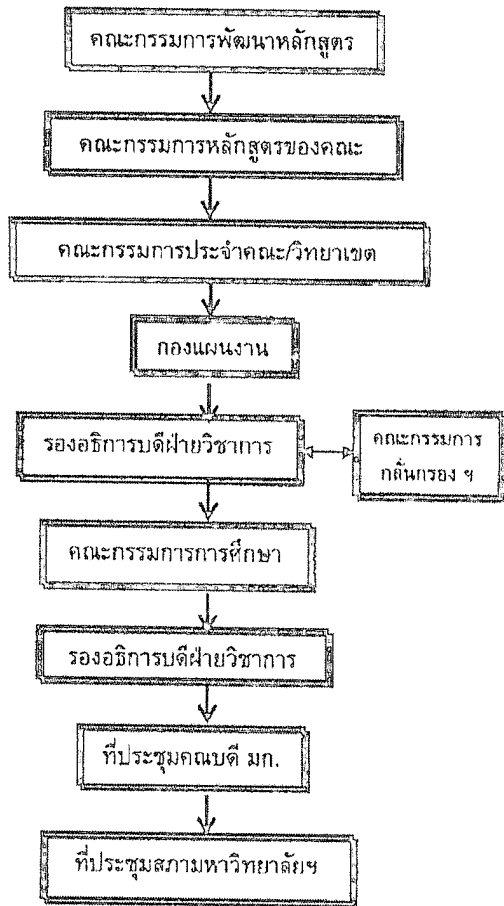 คณะกรรมการพัฒนาหลักสูตร
คณะกรรมการหลักสูตรของคณะ
คณะกรรมการประจำคณะ/วิทยาเขต
กองแผนงาน
รองอธิการบดีฝ่ายวิชาการ
คณะกรรมการ
กลั่นกรอง ฯ
คณะกรรมการการศึกษา
รองอธิการบดีฝ่ายวิชาการ
ที่ประชุมคณบดี มก.
ที่ประชุมสภามหาวิทยาลัยฯ